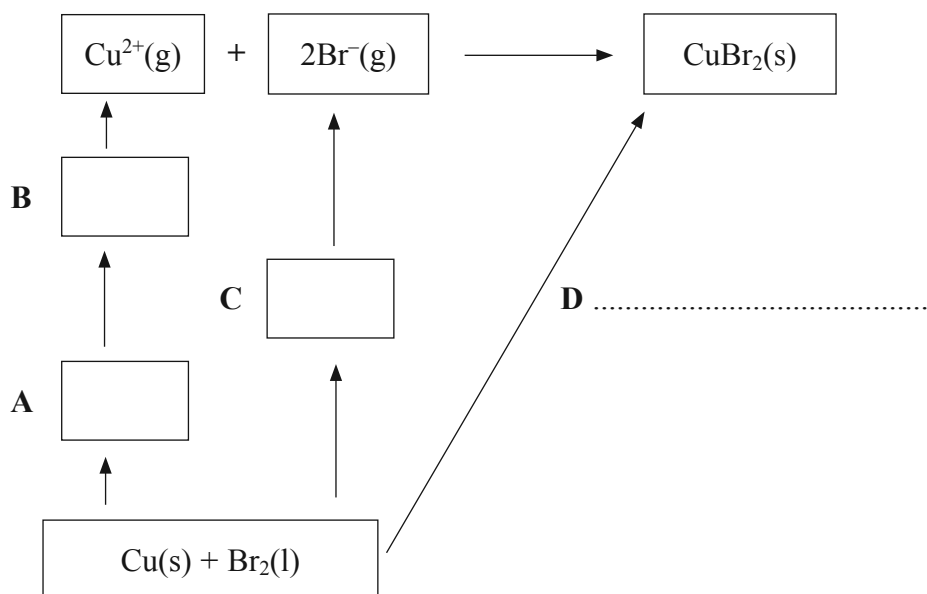 Cu²⁺(g) + 2Br⁻(g) CuBr₂(s)
B
C
D ........................................
A
Cu(s) + Br₂(l)